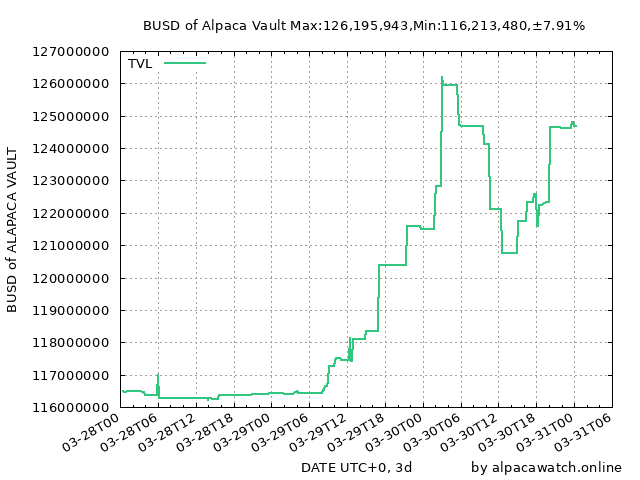 BUSD of Alpaca Vault Max:126,195,943,Min:116,213,480,±7.91%
TVL
127000000
126000000
125000000
124000000
123000000
122000000
121000000
120000000
119000000
118000000
117000000
116000000
BUSD of ALAPACA VAULT
03-28T00
03-28T06
03-28T12
03-28T18
03-29T00
03-29T06
03-29T12
03-29T18
03-30T00
03-30T06
03-30T12
03-30T18
03-31T00
03-31T06
DATE UTC+0, 3d
by alpacawatch.online